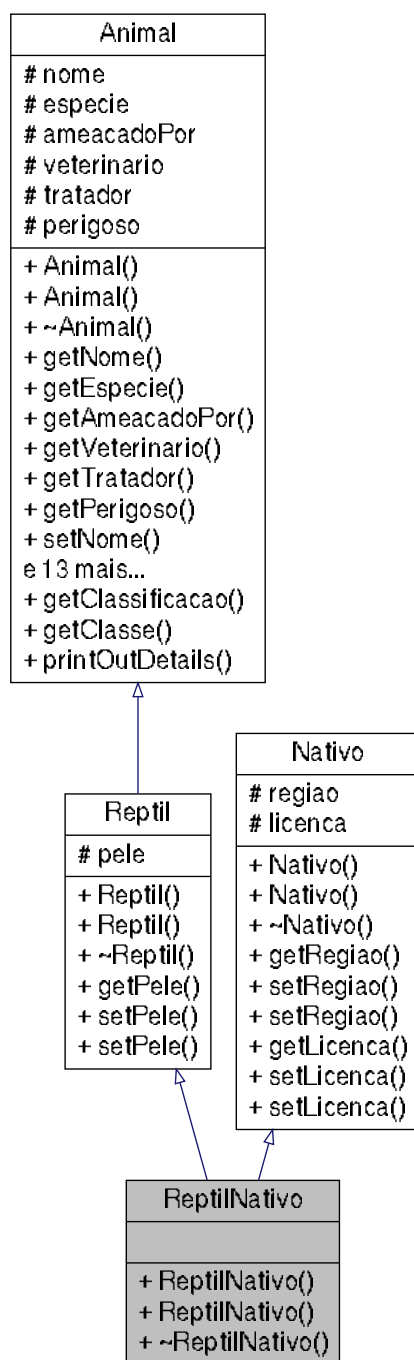 Animal
# nome
# especie
# ameacadoPor
# veterinario
# tratador
# perigoso
+ Animal()
+ Animal()
+ ~Animal()
+ getNome()
+ getEspecie()
+ getAmeacadoPor()
+ getVeterinario()
+ getTratador()
+ getPerigoso()
+ setNome()
e 13 mais...
+ getClassificacao()
+ getClasse()
+ printOutDetails()
Reptil
# pele
+ Reptil()
+ Reptil()
+ ~Reptil()
+ getPele()
+ setPele()
+ setPele()
Nativo
# regiao
# licenca
+ Nativo()
+ Nativo()
+ ~Nativo()
+ getRegiao()
+ setRegiao()
+ setRegiao()
+ getLicenca()
+ setLicenca()
+ setLicenca()
ReptilNativo
+ ReptilNativo()
+ ReptilNativo()
+ ~ReptilNativo()